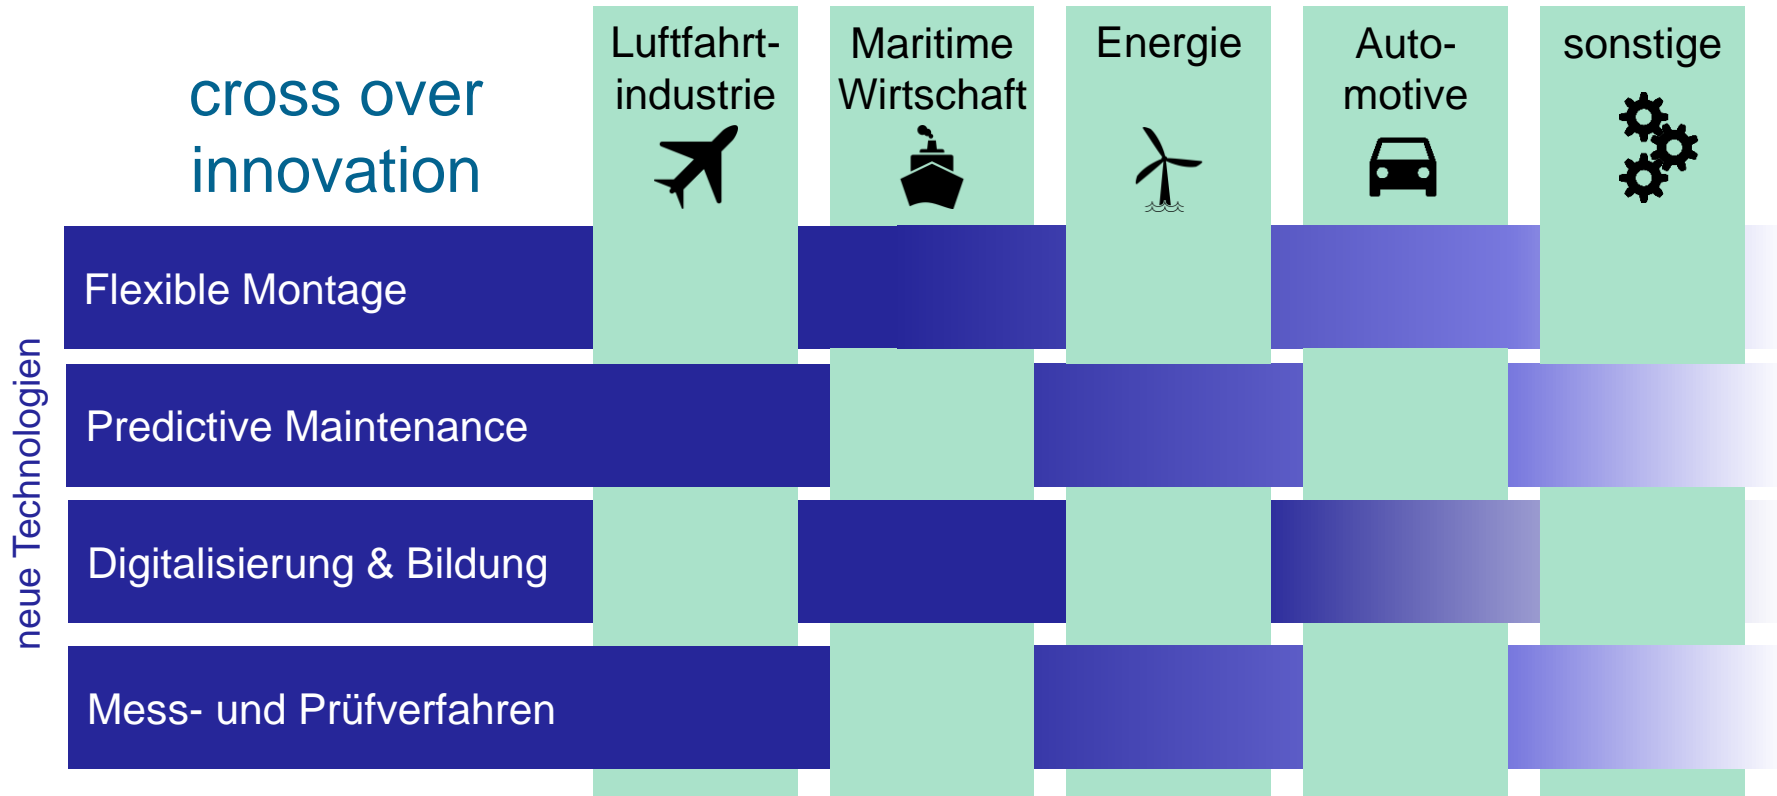 cross over
innovation
Luftfahrt-
industrie
Maritime
Wirtschaft
Energie
Auto-
motive
sonstige
neue Technologien
Flexible Montage
Predictive Maintenance
Digitalisierung & Bildung
Mess- und Prüfverfahren